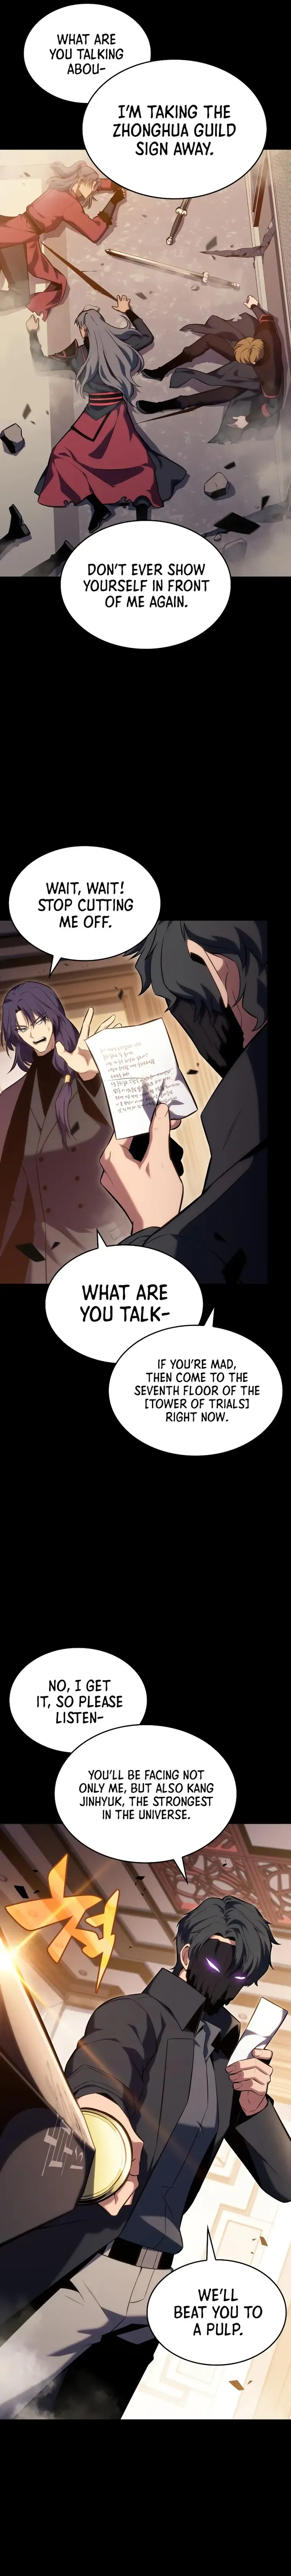 WHAT ARE
YOU TALKING
ABOU-
I'M TAKING THE
ZHONGHUA GUILD
SIGN AWAY.
DON'T EVER SHOW
YOURSELF IN FRONT
OF ME AGAIN.
WAIT, WAIT!
STOP CUTTING
ME OFF.
WHAT ARE
YOU TALK-
IF YOU'RE MAD,
THEN COME TO THE
SEVENTH FLOOR OF THE
[TOWER OF TRIALS]
RIGHT NOW.
NO, I GET
IT, SO PLEASE
LISTEN-
YOU'LL BE FACING NOT
ONLY ME, BUT ALSO KANG
JINHYUK, THE STRONGEST
IN THE UNIVERSE.
척
WE'LL
BEAT YOU TO
A PULP.